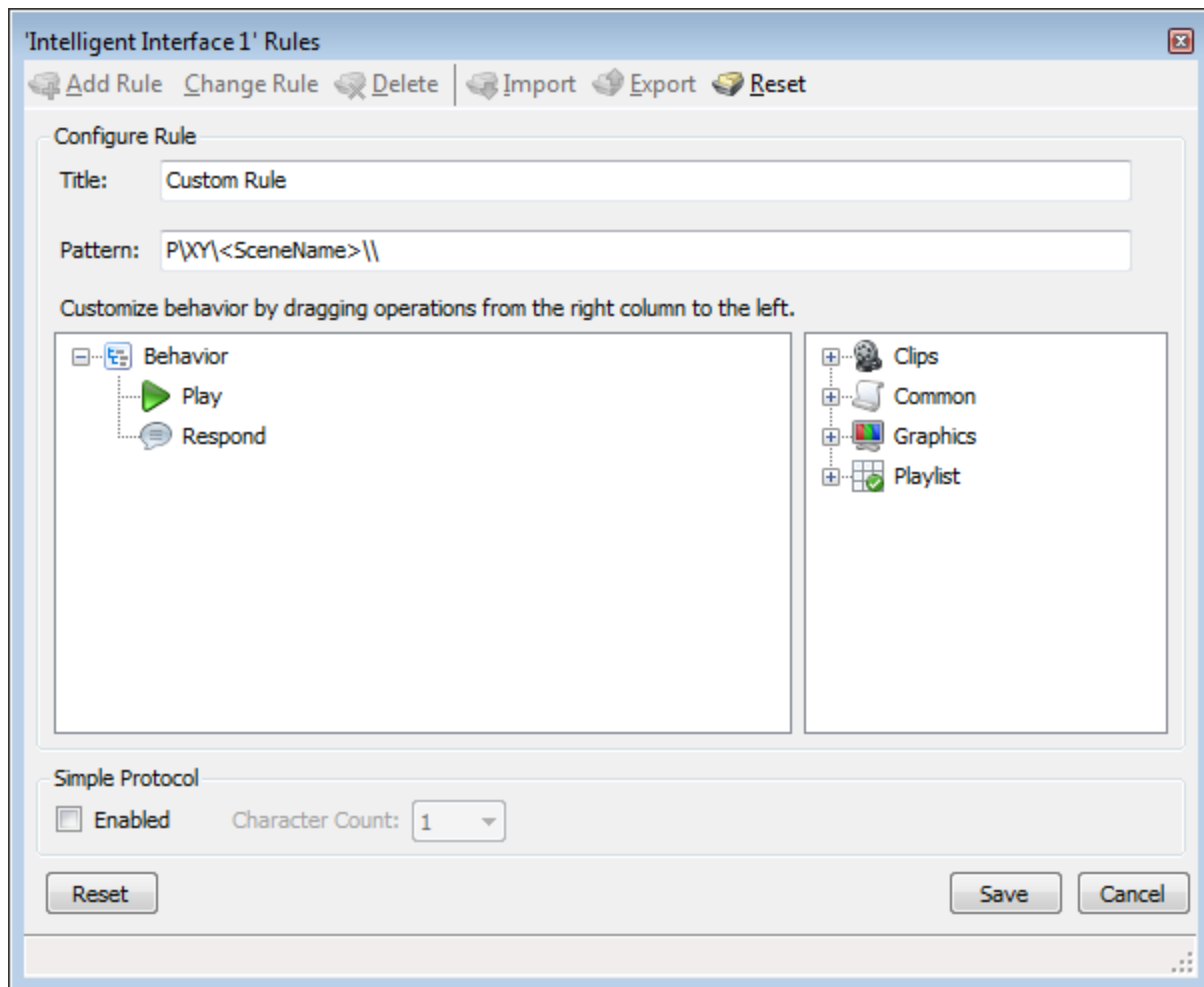 'Intelligent Interface 1' Rules
Add Rule Change Rule Delete Import Export Reset
Configure Rule
Title: Custom Rule
Pattern: P\XY\<SceneName>\\
Customize behavior by dragging operations from the right column to the left.
Behavior
Play
Respond
Clips
Common
Graphics
Playlist
Simple Protocol
Enabled Character Count: 1
Reset Save Cancel